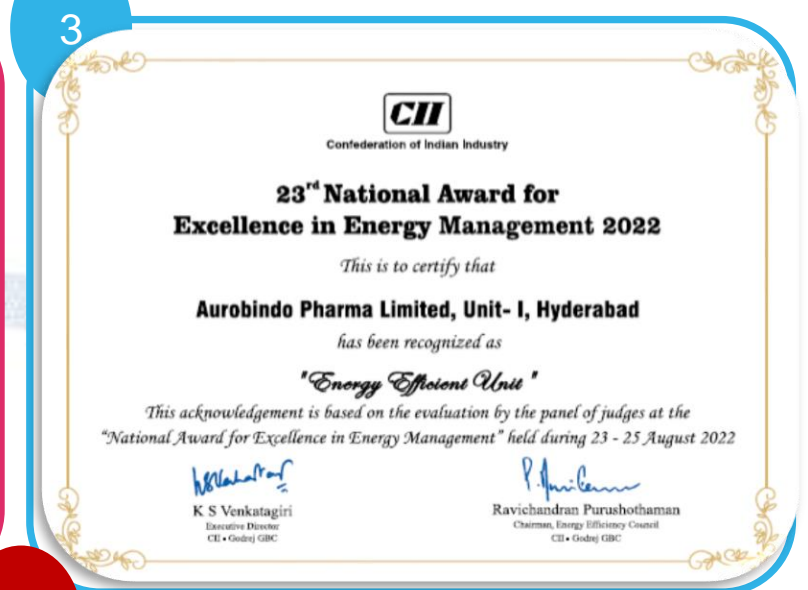 3
CII
Confederation of Indian Industry
23rd National Award for
Excellence in Energy Management 2022
This is to certify that
Aurobindo Pharma Limited, Unit- I, Hyderabad
has been recognized as
"Energy Efficient Unit "
This acknowledgement is based on the evaluation by the panel of judges at the
“National Award for Excellence in Energy Management” held during 23 - 25 August 2022
K S Venkatagiri
Executive Director
CII • Godrej GBC
Ravichandran Purushothaman
Chairman, Energy Efficiency Council
CII • Godrej GBC